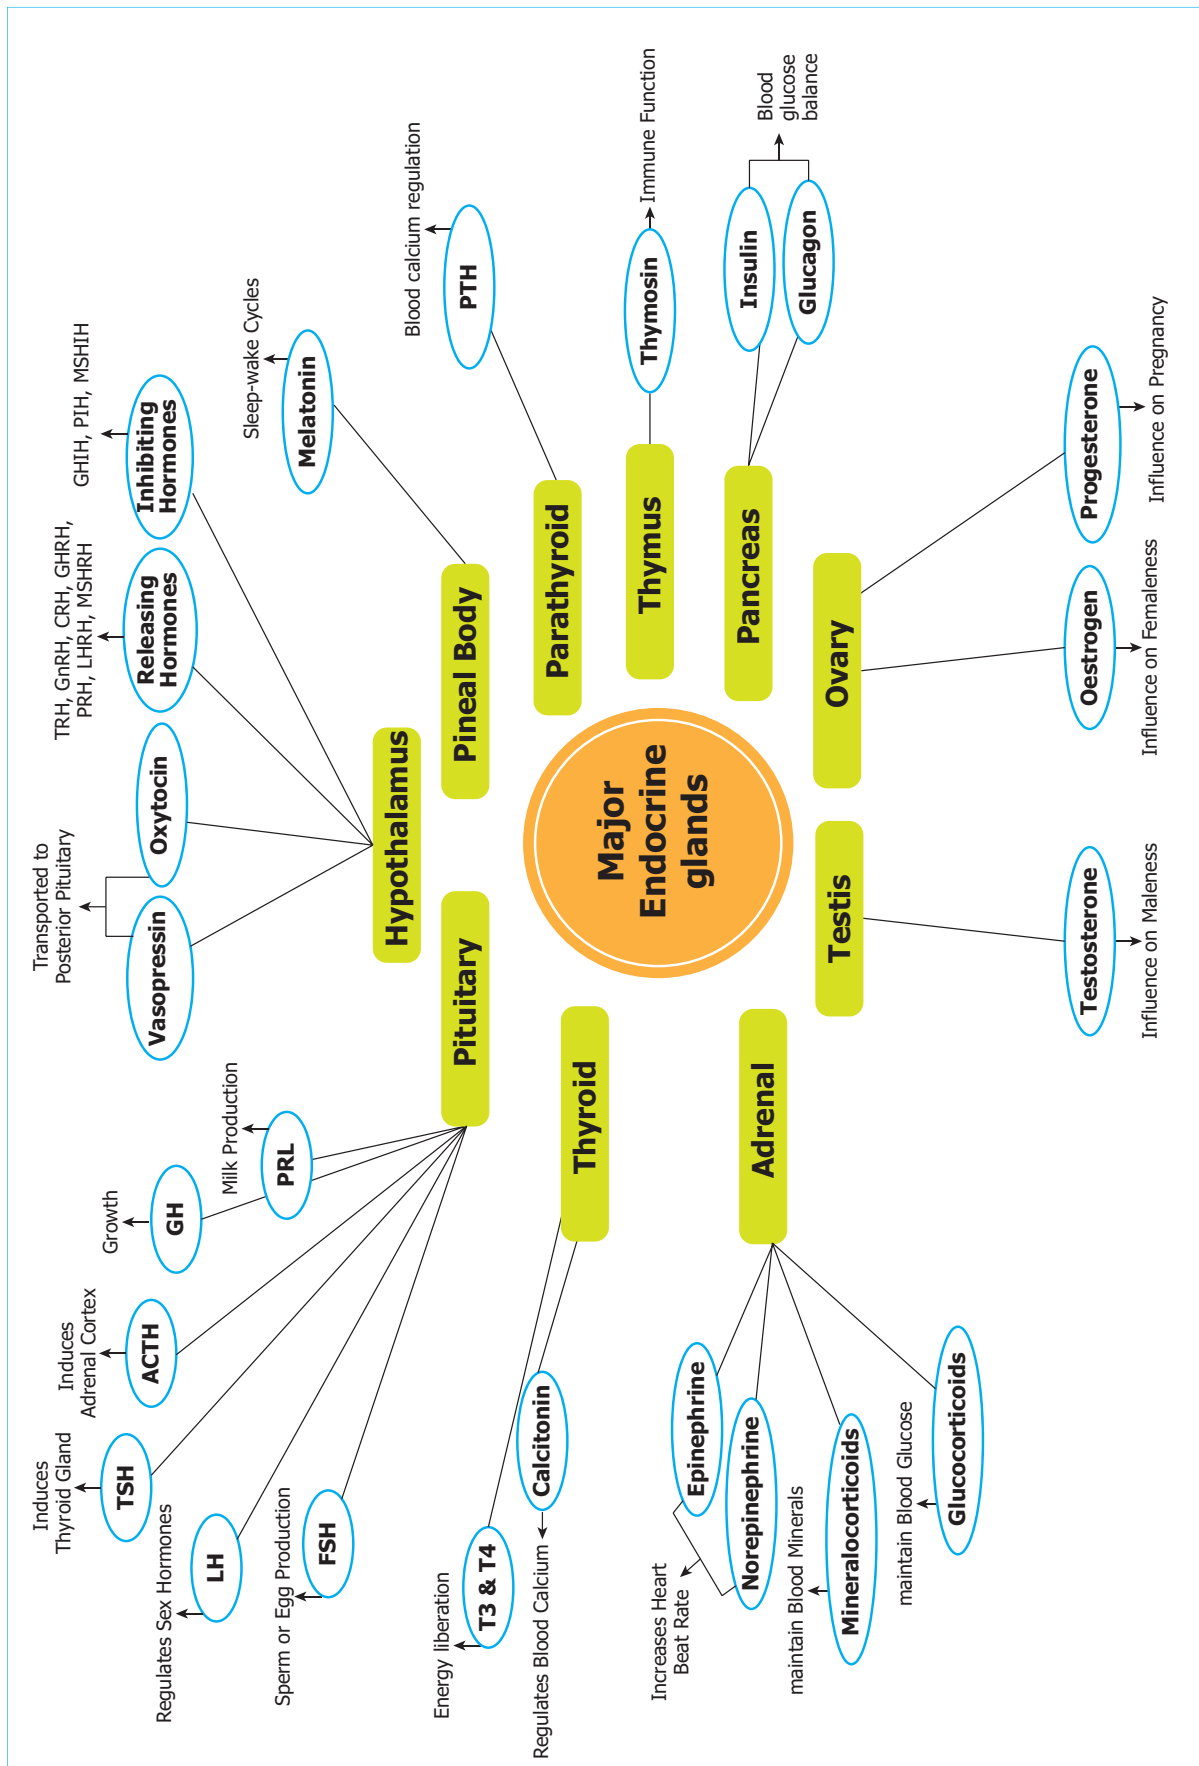 Major
Endocrine
glands
Hypothalamus
Vasopressin
Oxytocin
Transported to
Posterior Pituitary
Releasing
Hormones
TRH, GnRH, CRH, GHRH,
PRH, LHRH, MSHRH
Inhibiting
Hormones
GHIH, PIH, MSHIH
Pineal Body
Melatonin
Sleep-wake Cycles
Parathyroid
PTH
Blood calcium regulation
Thymus
Thymosin
Immune Function
Pancreas
Insulin
Glucagon
Blood
glucose
balance
Ovary
Oestrogen
Influence on Femaleness
Progesterone
Influence on Pregnancy
Testis
Testosterone
Influence on Maleness
Adrenal
Epinephrine
Norepinephrine
Increases Heart
Beat Rate
Mineralocorticoids
maintain Blood Minerals
Glucocorticoids
maintain Blood Glucose
Thyroid
T3 & T4
Energy liberation
Calcitonin
Regulates Blood Calcium
Pituitary
FSH
Sperm or Egg Production
LH
Regulates Sex Hormones
TSH
Induces
Thyroid Gland
ACTH
Induces
Adrenal Cortex
GH
Growth
PRL
Milk Production